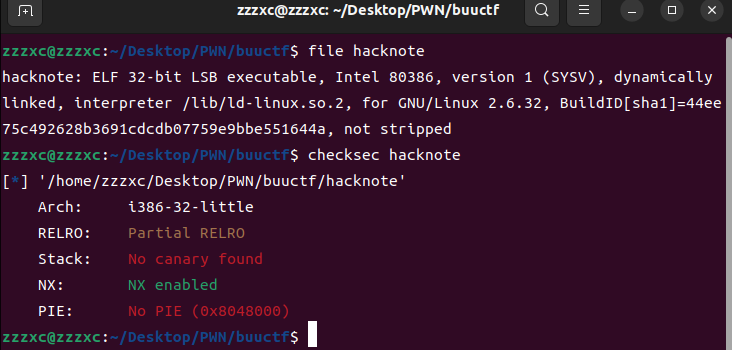 zzzxc@zzzxc: ~/Desktop/PWN/buuctf
zzzxc@zzzxc:~/Desktop/PWN/buuctf$ file hacknote
hacknote: ELF 32-bit LSB executable, Intel 80386, version 1 (SYSV), dynamically
linked, interpreter /lib/ld-linux.so.2, for GNU/Linux 2.6.32, BuildID[sha1]=44ee
75c492628b3691cdcdb07759e9bbe551644a, not stripped
zzzxc@zzzxc:~/Desktop/PWN/buuctf$ checksec hacknote
[*] '/home/zzzxc/Desktop/PWN/buuctf/hacknote'
    Arch:     i386-32-little
    RELRO:    Partial RELRO
    Stack:    No canary found
    NX:       NX enabled
    PIE:      No PIE (0x8048000)
zzzxc@zzzxc:~/Desktop/PWN/buuctf$